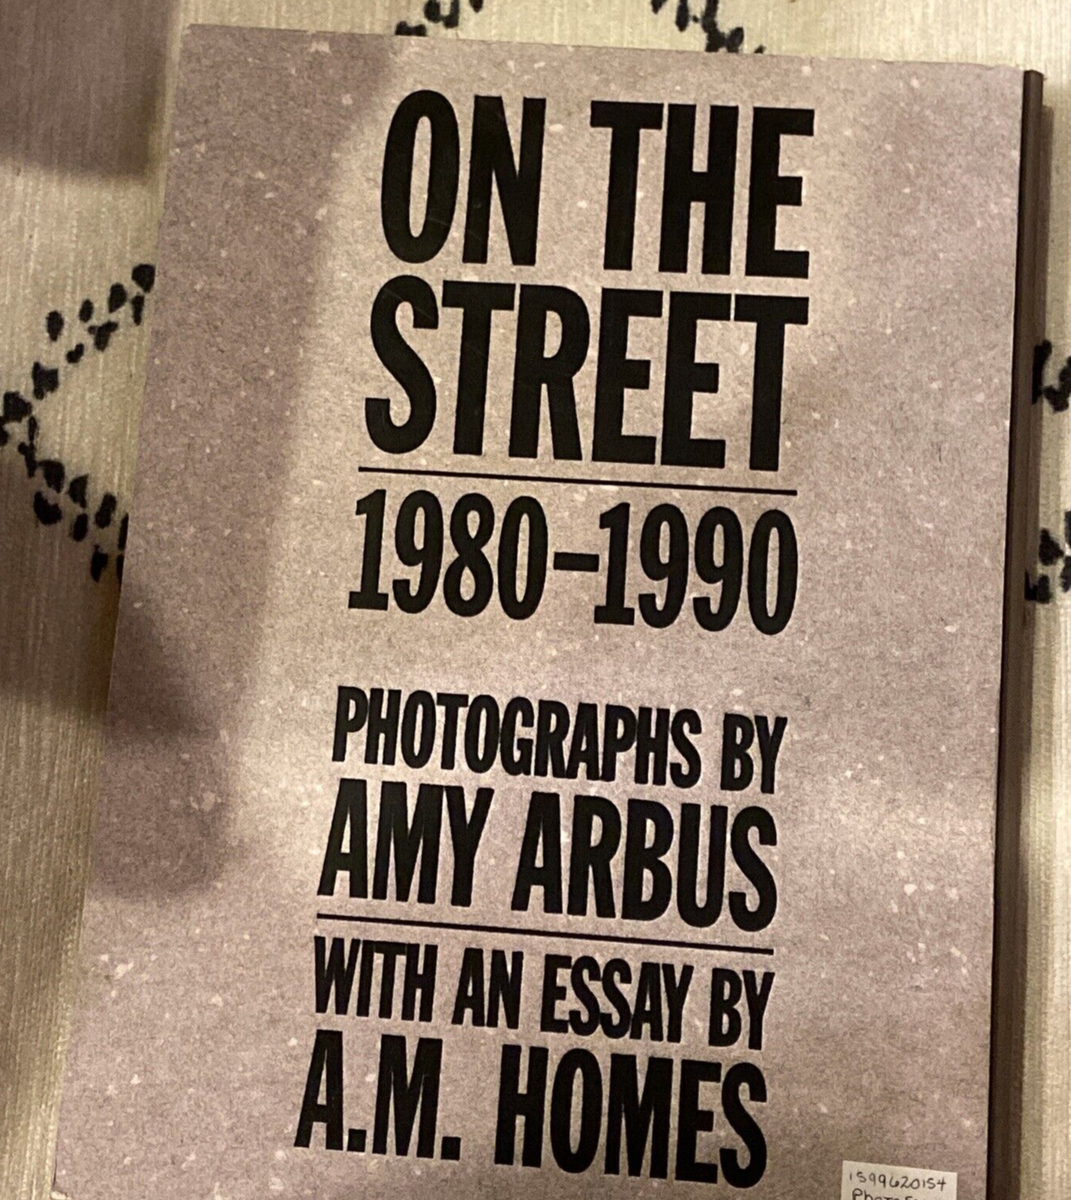 ON THE
STREET
1980–1990
PHOTOGRAPHS BY
AMY ARBUS
WITH AN ESSAY BY
A.M. HOMES
1599620154